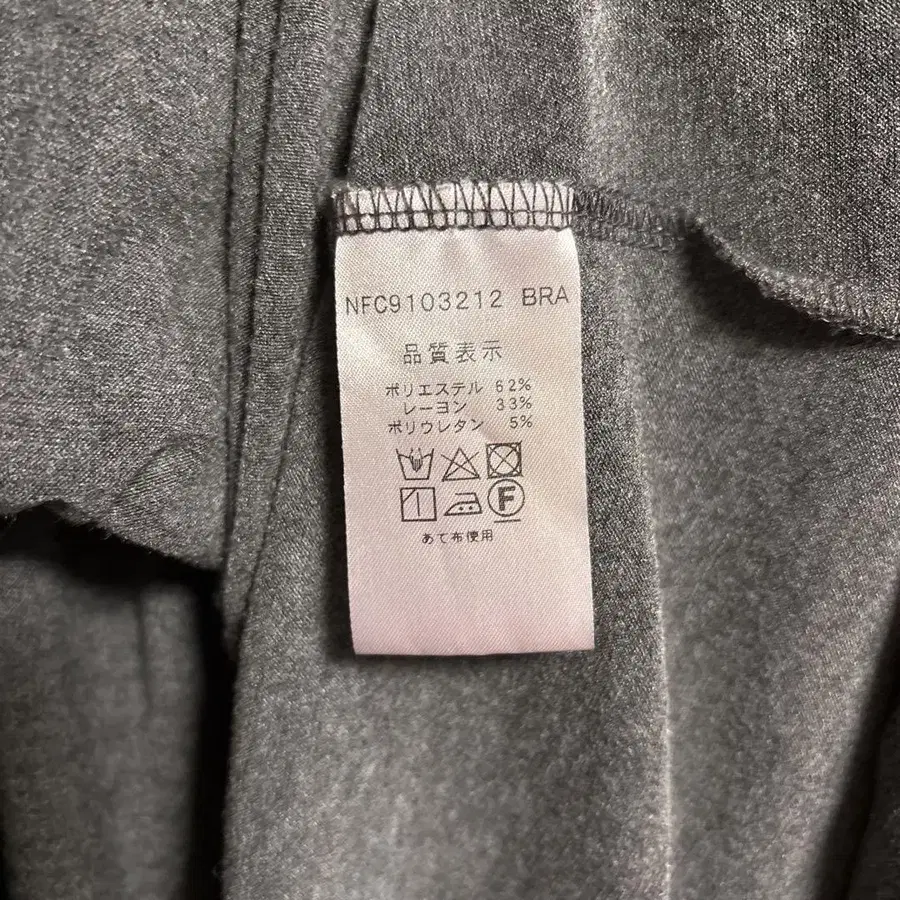 NFC9103212 BRA
品質表示
ポリエステル 62%
レーヨン 33%
ポリウレタン 5%
F
あて布使用